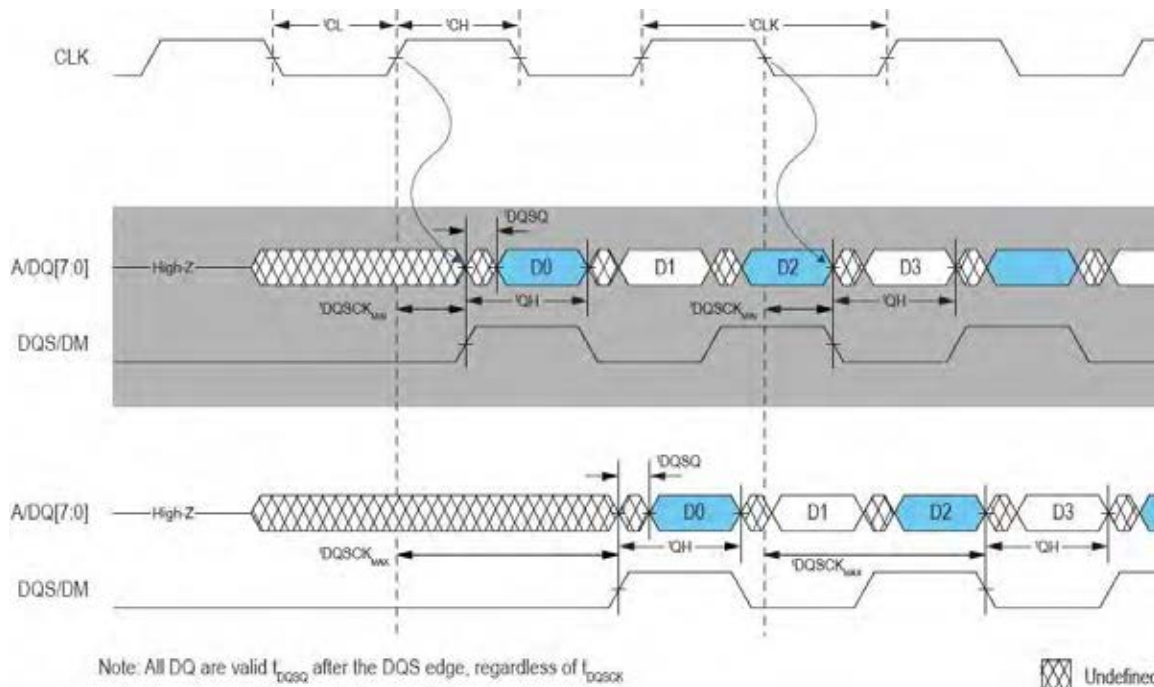 tCL
tCH
tCLK
CLK
tDQSQ
A/DQ[7:0]
High-Z
D0
D1
D2
D3
tDQSCKMIN
tQH
tDQSCKMIN
tQH
DQS/DM
tDQSQ
A/DQ[7:0]
High-Z
D0
D1
D2
D3
tDQSCKMAX
tQH
tDQSCKMAX
tQH
DQS/DM
Note: All DQ are valid tDQSQ after the DQS edge, regardless of tDQSCK
Undefined